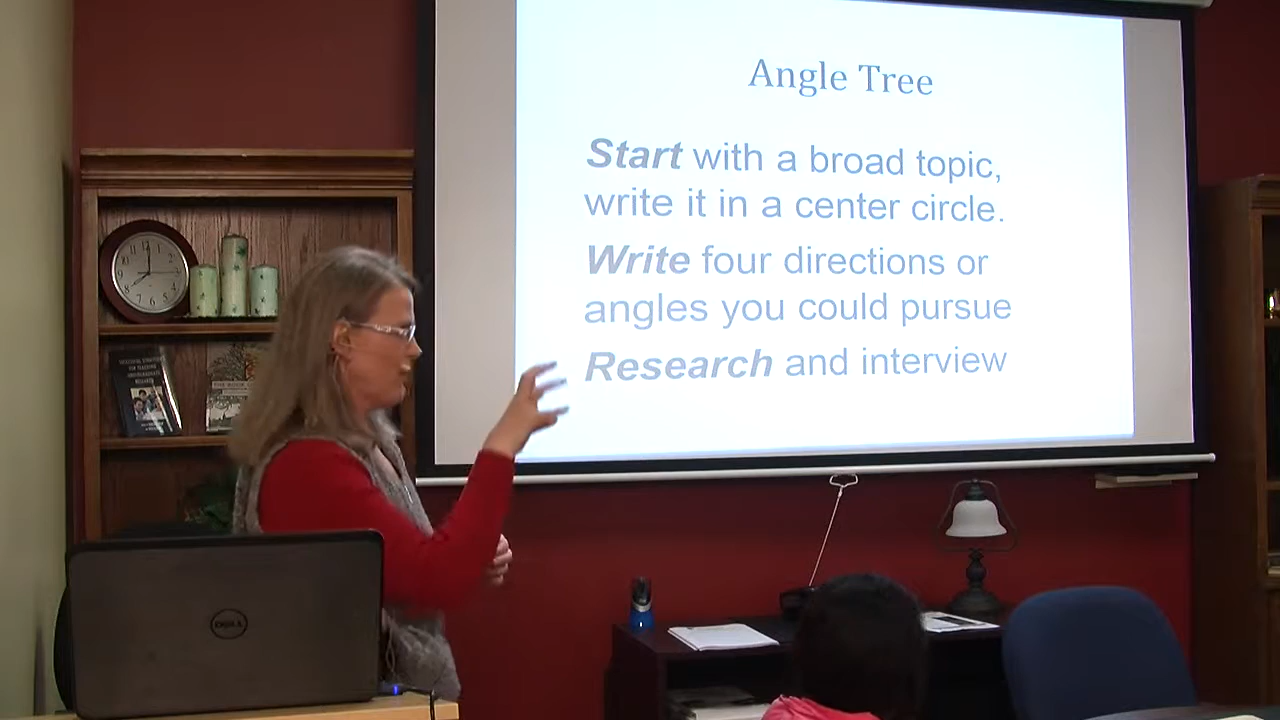 Angle Tree
Start with a broad topic,
write it in a center circle.
Write four directions or
angles you could pursue
Research and interview
DELL